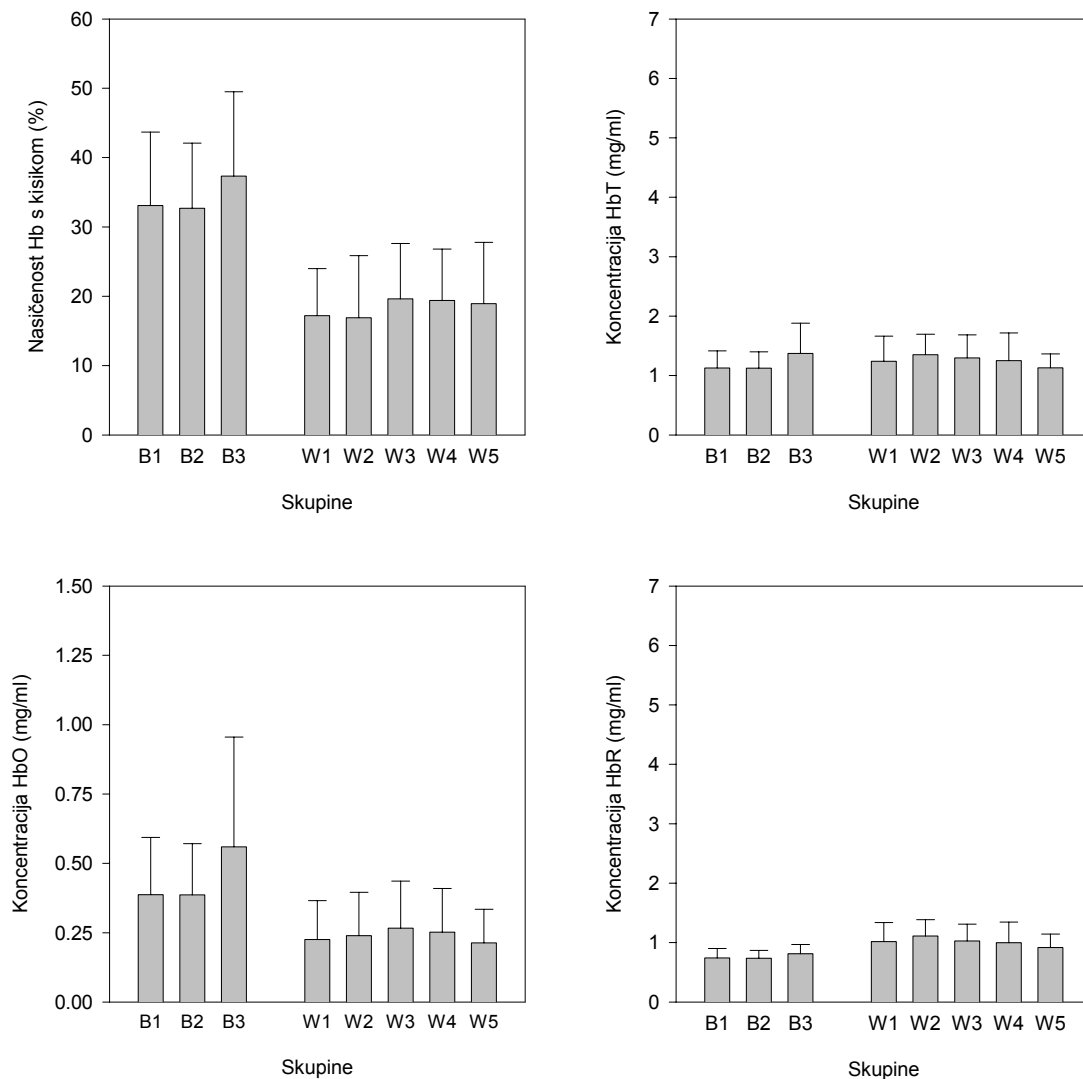 Nasičenost Hb s kisikom (%)
60
50
40
30
20
10
0
B1 B2 B3 W1 W2 W3 W4 W5
Skupine
Koncentracija HbT (mg/ml)
7
6
5
4
3
2
1
0
B1 B2 B3 W1 W2 W3 W4 W5
Skupine
Koncentracija HbO (mg/ml)
1.50
1.25
1.00
0.75
0.50
0.25
0.00
B1 B2 B3 W1 W2 W3 W4 W5
Skupine
Koncentracija HbR (mg/ml)
7
6
5
4
3
2
1
0
B1 B2 B3 W1 W2 W3 W4 W5
Skupine